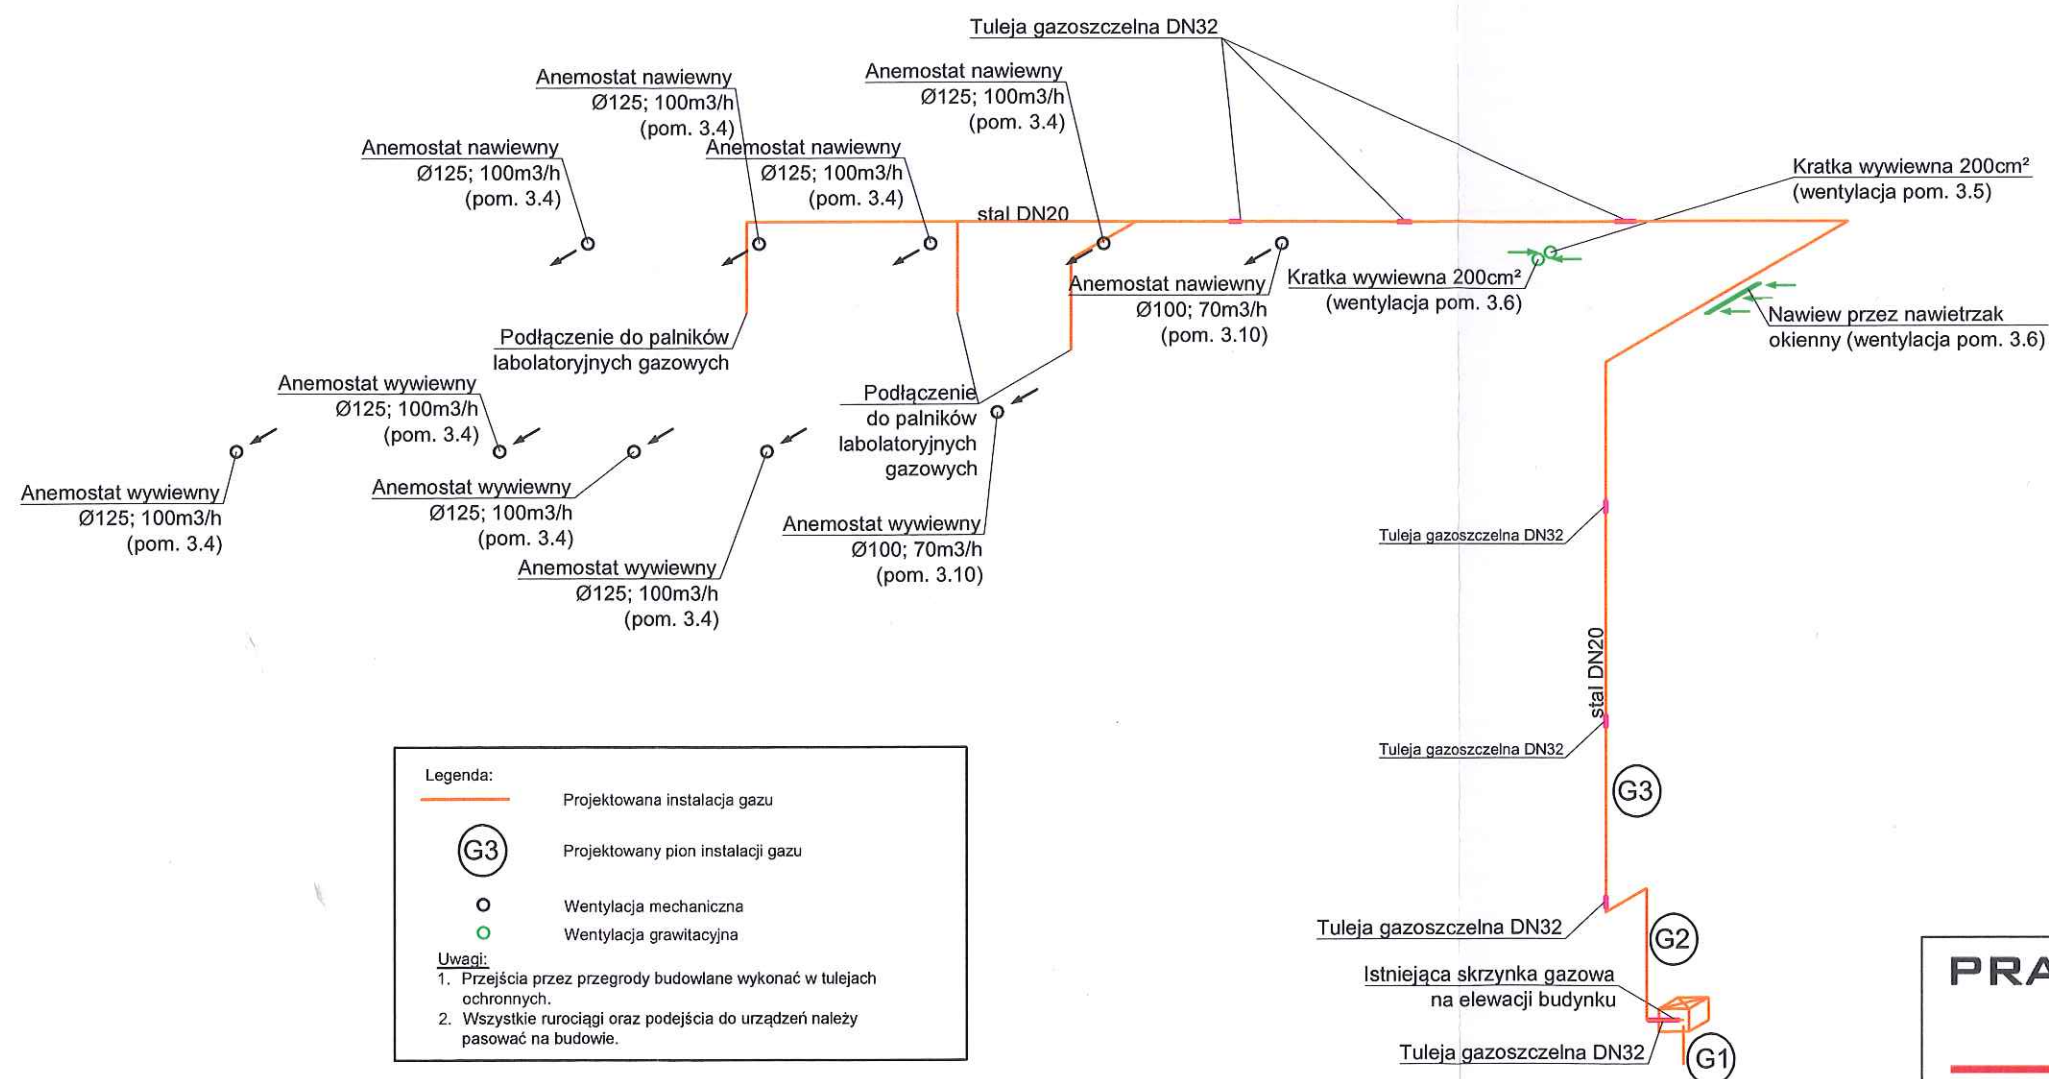 Tuleja gazoszczelna DN32
Anemostat nawiewny
Ø125; 100m3/h
(pom. 3.4)
Anemostat nawiewny
Ø125; 100m3/h
(pom. 3.4)
Anemostat nawiewny
Ø125; 100m3/h
(pom. 3.4)
Anemostat nawiewny
Ø125; 100m3/h
(pom. 3.4)
Kratka wywiewna 200cm²
(wentylacja pom. 3.5)
stal DN20
Anemostat nawiewny
Ø100; 70m3/h
(pom. 3.10)
Kratka wywiewna 200cm²
(wentylacja pom. 3.6)
Nawiew przez nawietrzak
okienny (wentylacja pom. 3.6)
Podłączenie do palników
labolatoryjnych gazowych
Anemostat wywiewny
Ø125; 100m3/h
(pom. 3.4)
Podłączenie
do palników
labolatoryjnych
gazowych
Anemostat wywiewny
Ø125; 100m3/h
(pom. 3.4)
Anemostat wywiewny
Ø125; 100m3/h
(pom. 3.4)
Anemostat wywiewny
Ø125; 100m3/h
(pom. 3.4)
Anemostat wywiewny
Ø100; 70m3/h
(pom. 3.10)
Tuleja gazoszczelna DN32
stal DN20
Tuleja gazoszczelna DN32
G3
Tuleja gazoszczelna DN32
G2
Istniejąca skrzynka gazowa
na elewacji budynku
Tuleja gazoszczelna DN32
G1
Legenda:
Projektowana instalacja gazu
G3
Projektowany pion instalacji gazu
Wentylacja mechaniczna
Wentylacja grawitacyjna
Uwagi:
1. Przejścia przez przegrody budowlane wykonać w tulejach
ochronnych.
2. Wszystkie rurociągi oraz podejścia do urządzeń należy
pasować na budowie.
PRA